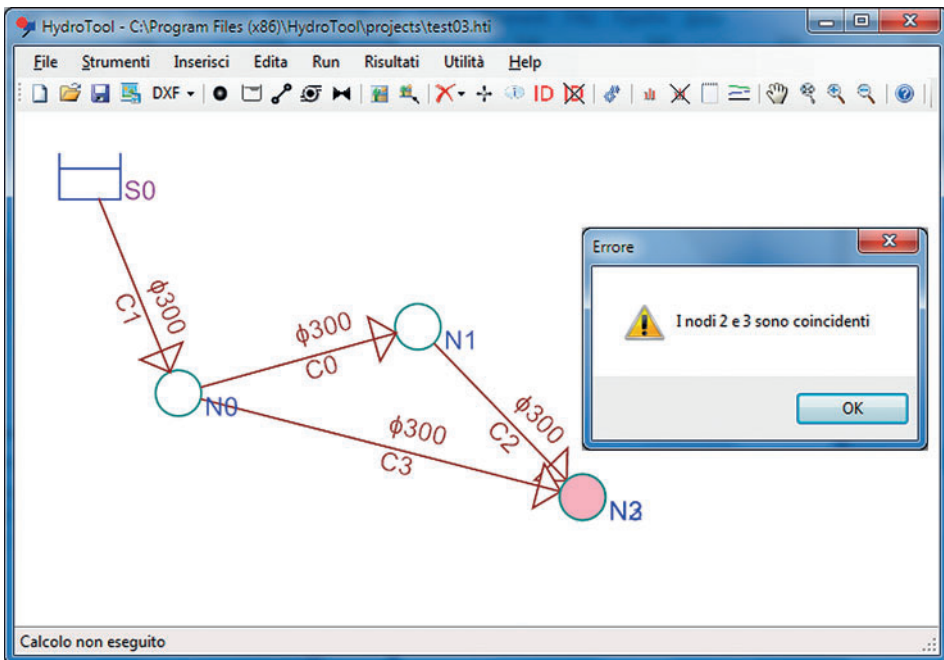 HydroTool - C:\Program Files (x86)\HydroTool\projects\test03.hti
File Strumenti Inserisci Edita Run Risultati Utilità Help
DXF ID
S0
ϕ300
C1
ϕ300
C0
N1
N0
ϕ300
C2
ϕ300
C3
Errore
I nodi 2 e 3 sono coincidenti
OK
Calcolo non eseguito